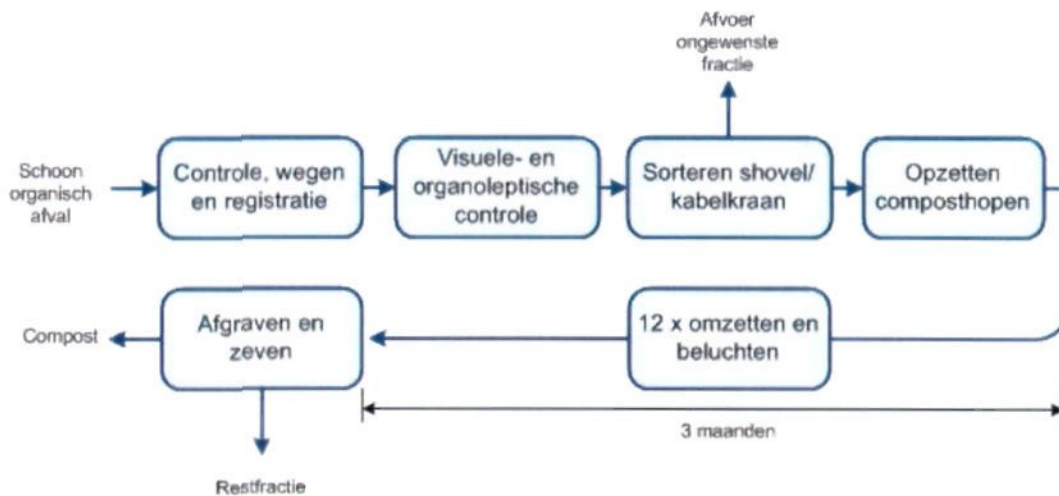 Afvoer
ongewenste
fractie
Schoon
organisch
afval
Controle, wegen
en registratie
Visuele- en
organoleptische
controle
Sorteren shovel/
kabelkraan
Opzetten
composthopen
Compost
Afgraven en
zeven
12 x omzetten en
beluchten
3 maanden
Restfractie